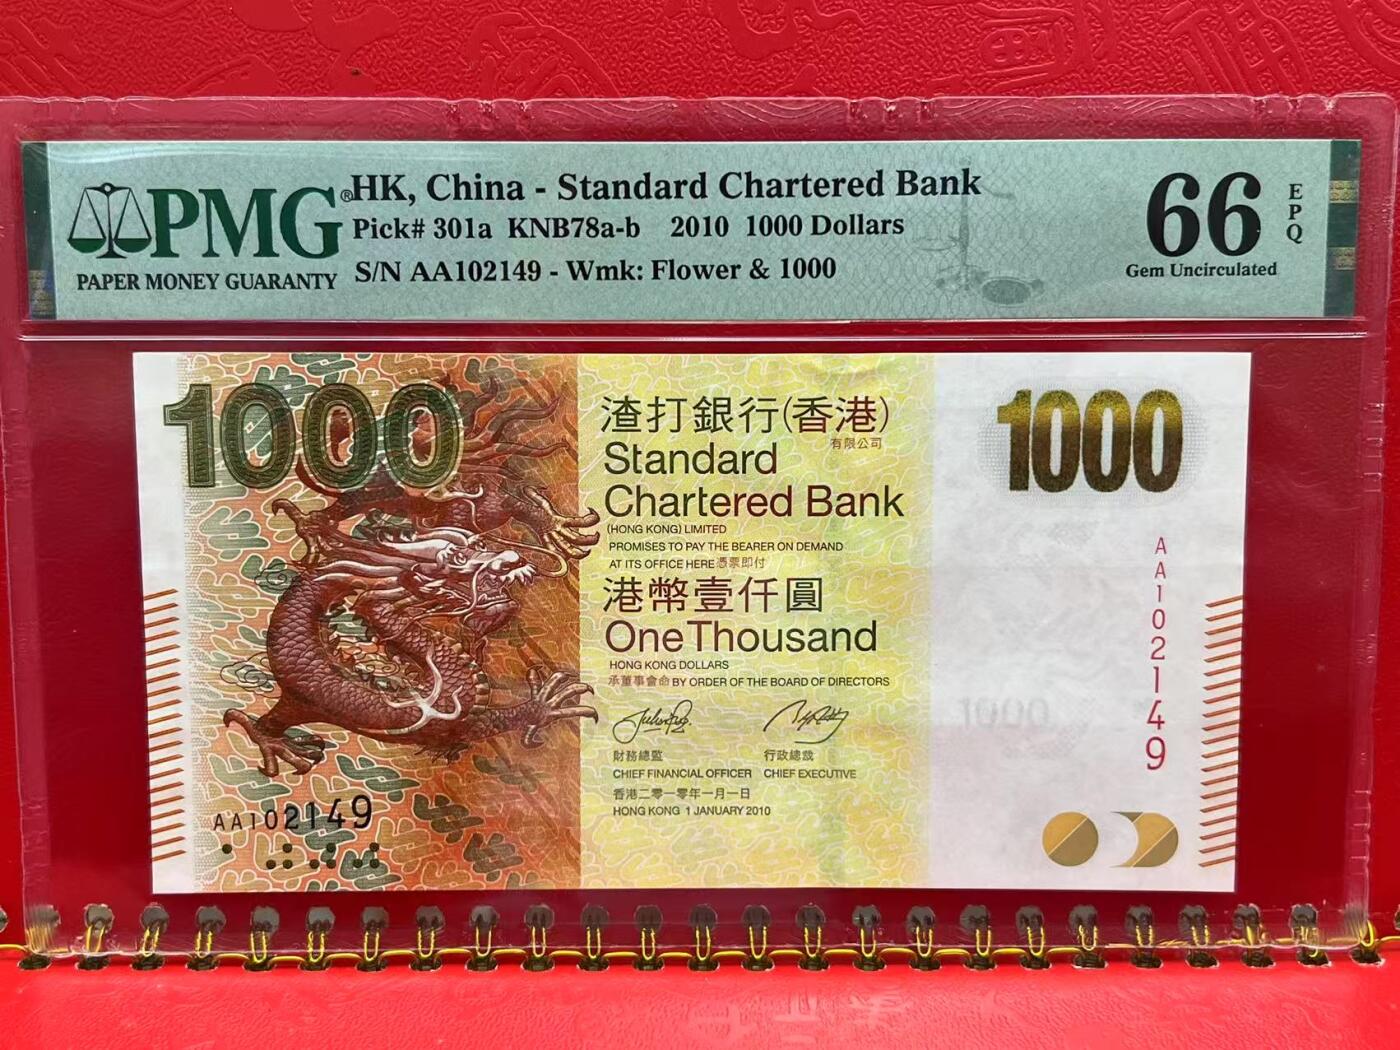 PMG®
PAPER MONEY GUARANTY
HK, China - Standard Chartered Bank
Pick# 301a KNB78a-b 2010 1000 Dollars
S/N AA102149 - Wmk: Flower & 1000
66
EPQ
Gem Uncirculated
1000
渣打銀行(香港)
有限公司
Standard
Chartered Bank
(HONG KONG) LIMITED
PROMISES TO PAY THE BEARER ON DEMAND
AT ITS OFFICE HERE憑票即付
港幣壹仟圓
One Thousand
HONG KONG DOLLARS
承董事會命 BY ORDER OF THE BOARD OF DIRECTORS
財務總監 行政總裁
CHIEF FINANCIAL OFFICER CHIEF EXECUTIVE
香港二零一零年一月一日
HONG KONG 1 JANUARY 2010
AA102149
1000
AA102149
1000